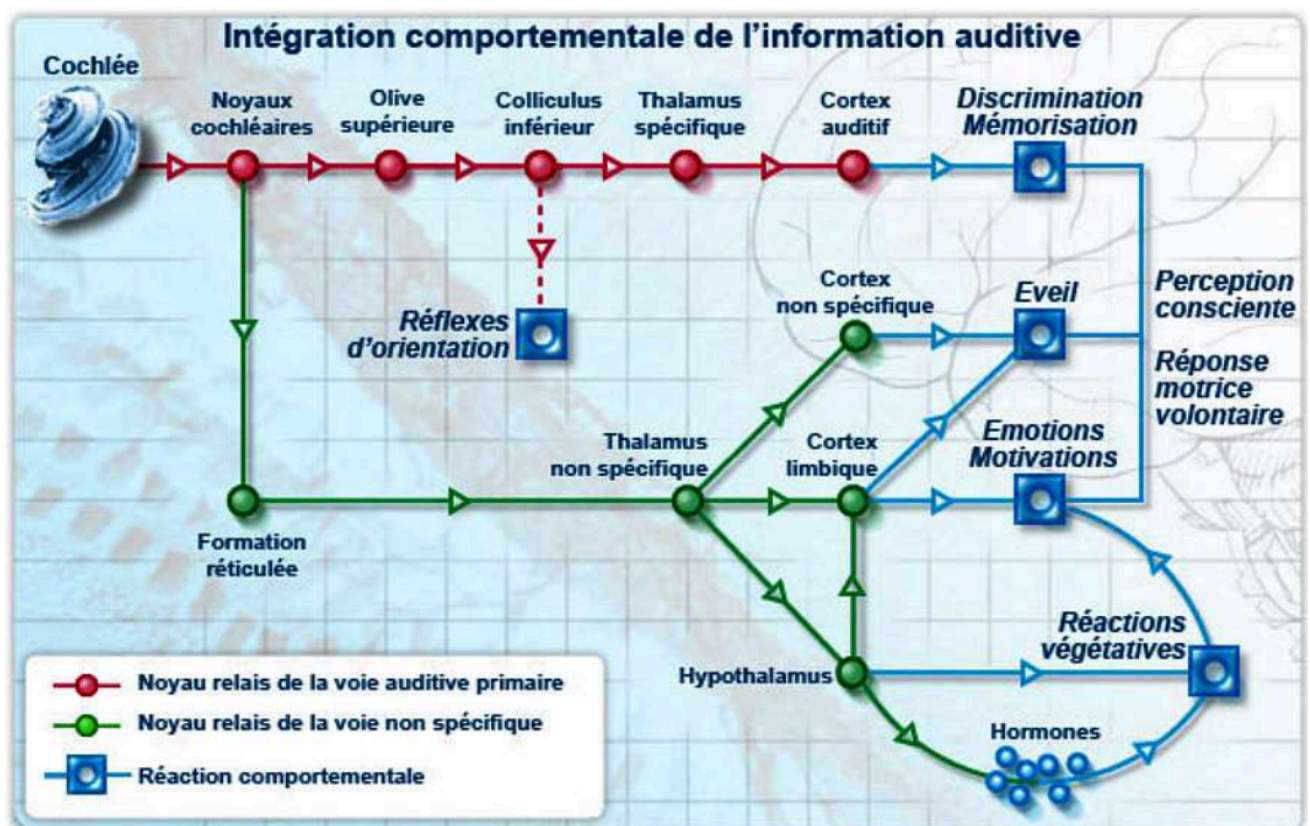 Intégration comportementale de l'information auditive
Cochlée
Noyaux
cochléaires
Olive
supérieure
Colliculus
inférieur
Thalamus
spécifique
Cortex
auditif
Discrimination
Mémorisation
Cortex
non spécifique
Eveil
Perception
consciente
Réflexes
d'orientation
Réponse
motrice
volontaire
Thalamus
non spécifique
Cortex
limbique
Emotions
Motivations
Formation
réticulée
Réactions
végétatives
Hypothalamus
Hormones
Noyau relais de la voie auditive primaire
Noyau relais de la voie non spécifique
Réaction comportementale